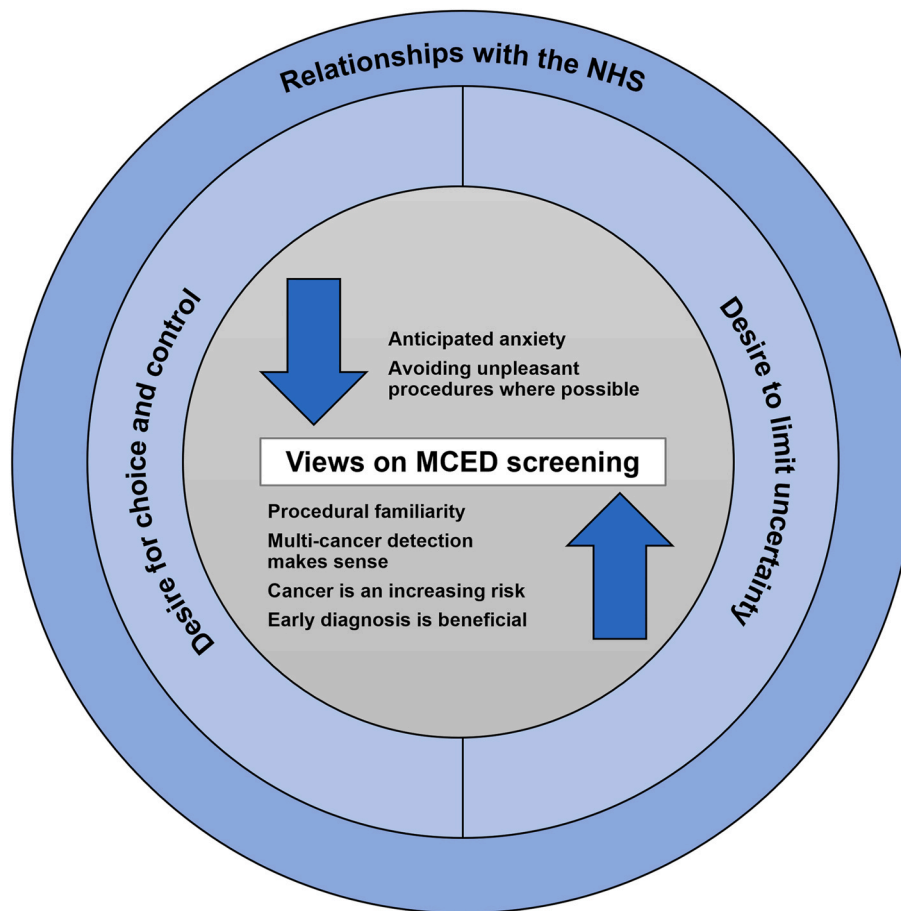 Relationships with the NHS
Desire for choice and control
Desire to limit uncertainty
Anticipated anxiety
Avoiding unpleasant
procedures where possible
Views on MCED screening
Procedural familiarity
Multi-cancer detection
makes sense
Cancer is an increasing risk
Early diagnosis is beneficial